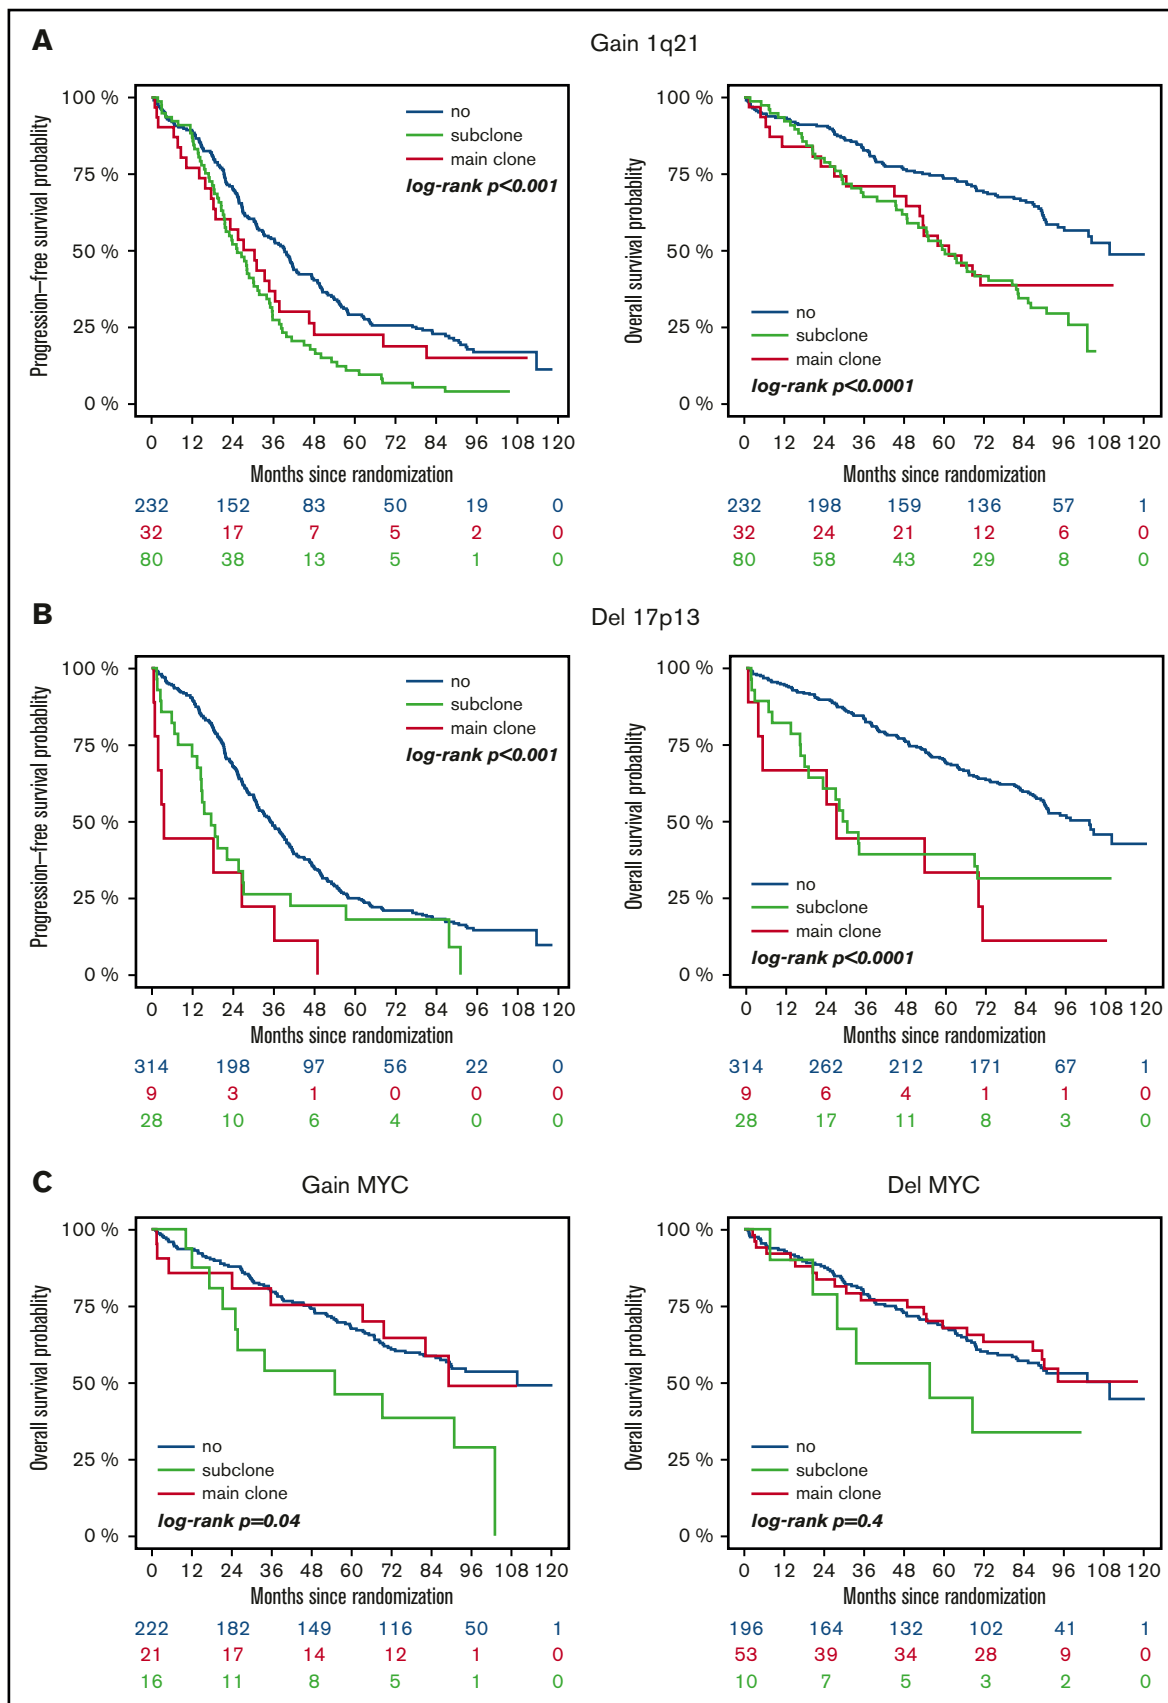 A
Gain 1q21
Progression–free survival probablity
100 %
75 %
50 %
25 %
0 %
no
subclone
main clone
log-rank p<0.001
0 12 24 36 48 60 72 84 96 108 120
Months since randomization
232 152 83 50 19 0
32 17 7 5 2 0
80 38 13 5 1 0
Overall survival probablity
100 %
75 %
50 %
25 %
0 %
no
subclone
main clone
log-rank p<0.0001
0 12 24 36 48 60 72 84 96 108 120
Months since randomization
232 198 159 136 57 1
32 24 21 12 6 0
80 58 43 29 8 0
B
Del 17p13
Progression–free survival probablity
100 %
75 %
50 %
25 %
0 %
no
subclone
main clone
log-rank p<0.001
0 12 24 36 48 60 72 84 96 108 120
Months since randomization
314 198 97 56 22 0
9 3 1 0 0 0
28 10 6 4 0 0
Overall survival probablity
100 %
75 %
50 %
25 %
0 %
no
subclone
main clone
log-rank p<0.0001
0 12 24 36 48 60 72 84 96 108 120
Months since randomization
314 262 212 171 67 1
9 6 4 1 1 0
28 17 11 8 3 0
C
Gain MYC
Overall survival probablity
100 %
75 %
50 %
25 %
0 %
no
subclone
main clone
log-rank p=0.04
0 12 24 36 48 60 72 84 96 108 120
Months since randomization
222 182 149 116 50 1
21 17 14 12 1 0
16 11 8 5 1 0
Del MYC
Overall survival probablity
100 %
75 %
50 %
25 %
0 %
no
subclone
main clone
log-rank p=0.4
0 12 24 36 48 60 72 84 96 108 120
Months since randomization
196 164 132 102 41 1
53 39 34 28 9 0
10 7 5 3 2 0